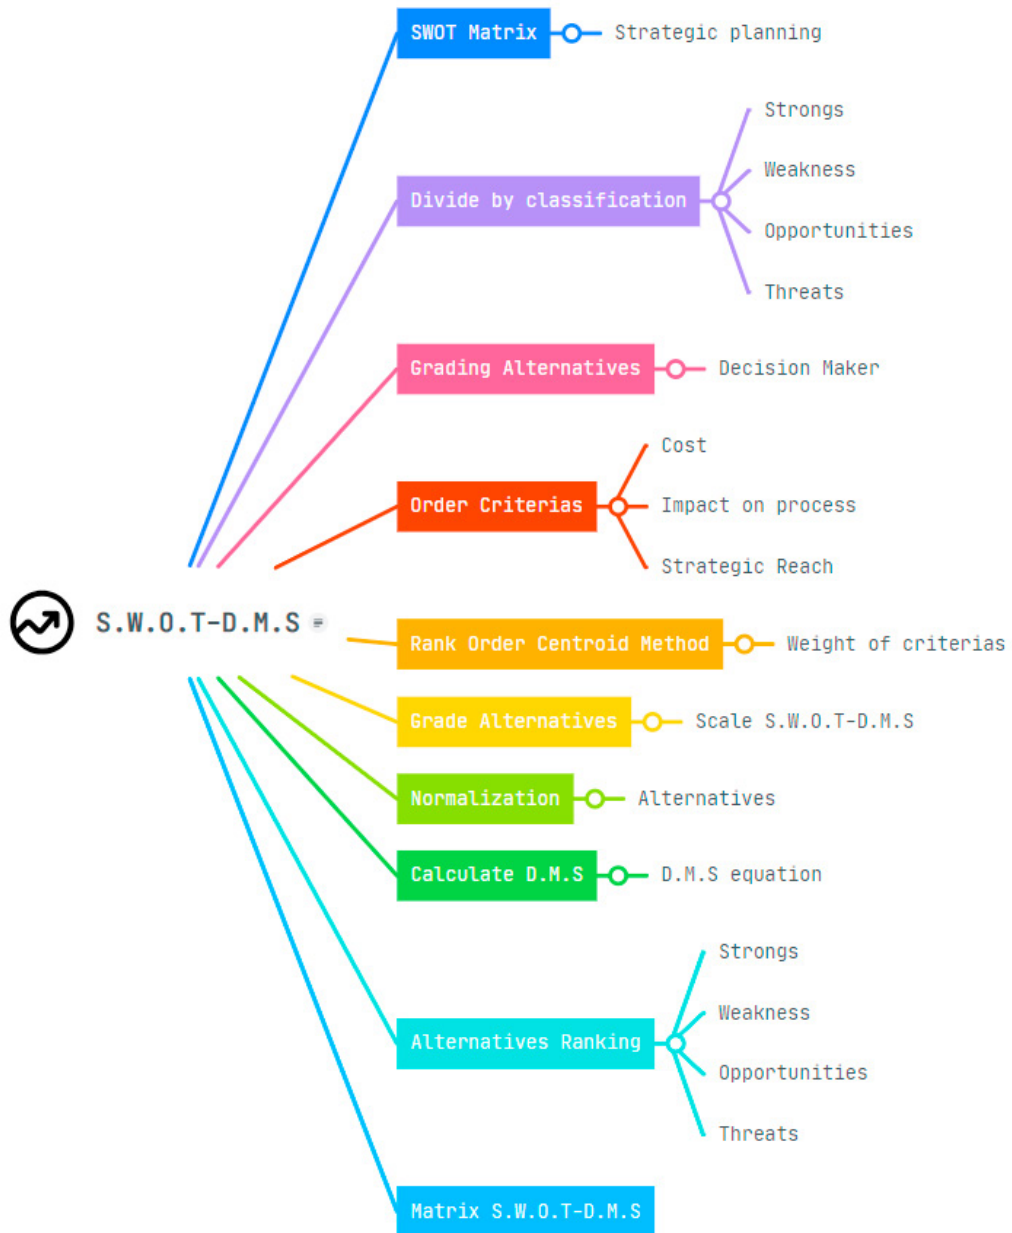 SWOT Matrix
Strategic planning
Divide by classification
Strongs
Weakness
Opportunities
Threats
Grading Alternatives
Decision Maker
Order Criterias
Cost
Impact on process
Strategic Reach
S.W.O.T-D.M.S
Rank Order Centroid Method
Weight of criterias
Grade Alternatives
Scale S.W.O.T-D.M.S
Normalization
Alternatives
Calculate D.M.S
D.M.S equation
Alternatives Ranking
Strongs
Weakness
Opportunities
Threats
Matrix S.W.O.T-D.M.S